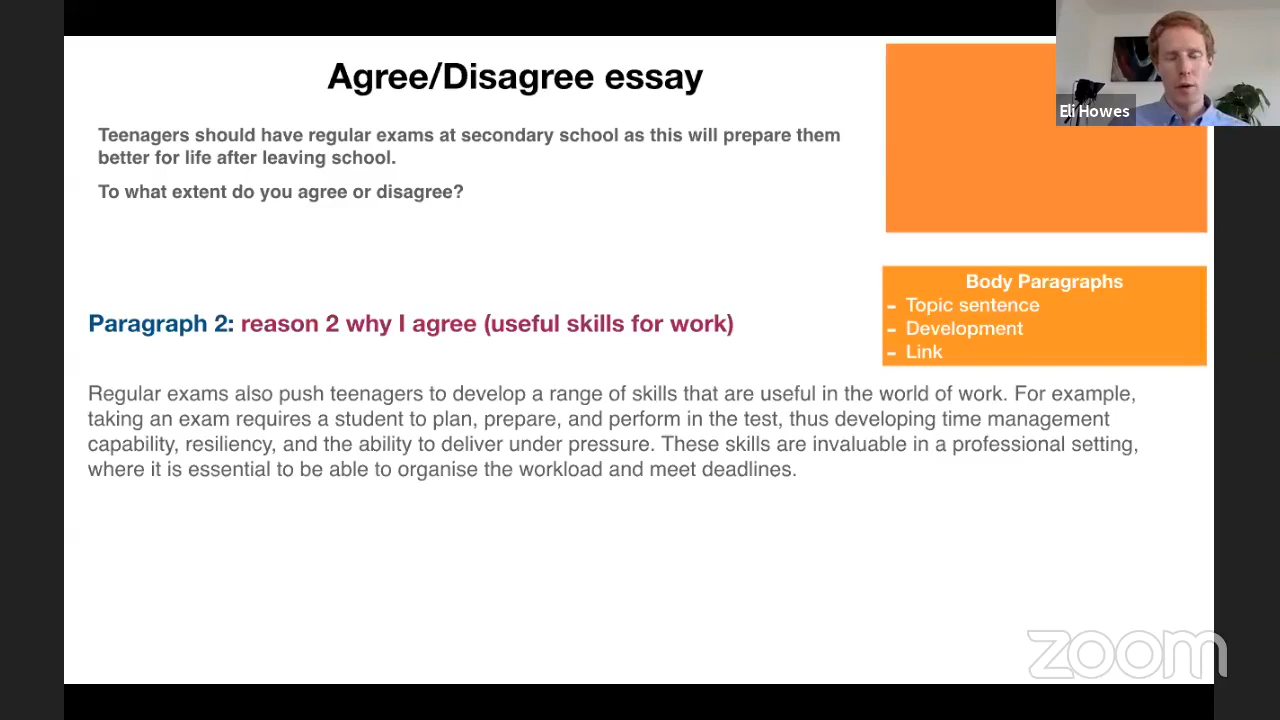 Agree/Disagree essay
Eli Howes
Teenagers should have regular exams at secondary school as this will prepare them
better for life after leaving school.
To what extent do you agree or disagree?
Body Paragraphs
- Topic sentence
- Development
- Link
Paragraph 2: reason 2 why I agree (useful skills for work)
Regular exams also push teenagers to develop a range of skills that are useful in the world of work. For example,
taking an exam requires a student to plan, prepare, and perform in the test, thus developing time management
capability, resiliency, and the ability to deliver under pressure. These skills are invaluable in a professional setting,
where it is essential to be able to organise the workload and meet deadlines.
zoom